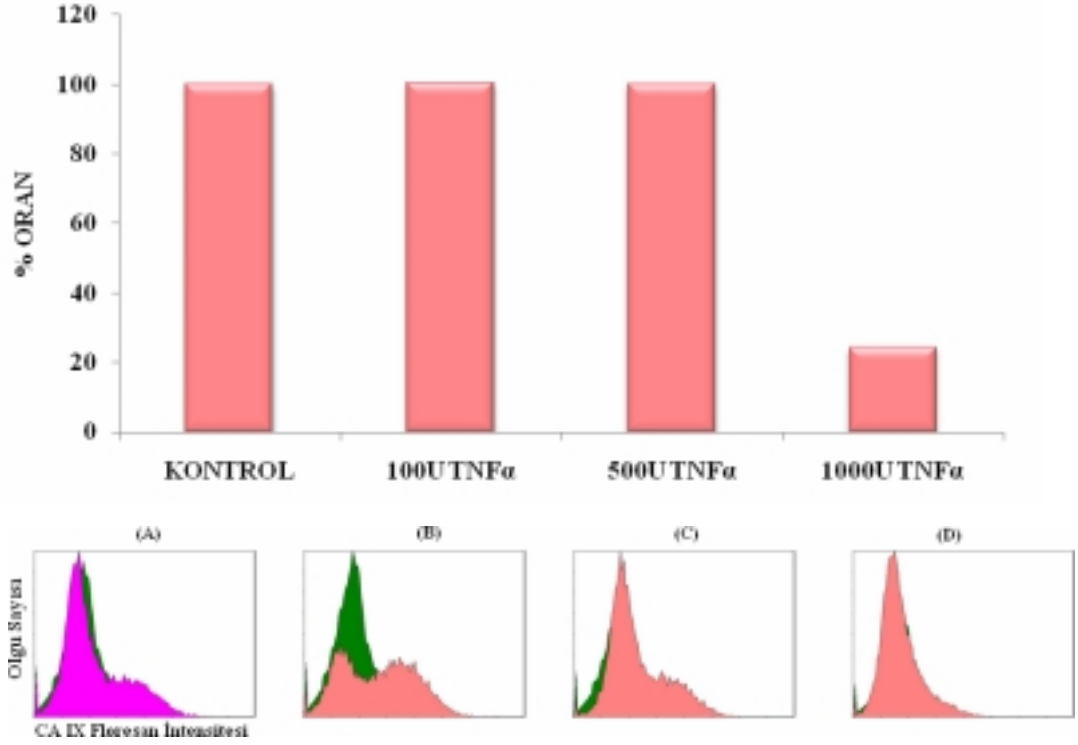 120
100
80
60
40
20
0
% ORAN
KONTROL
100UTNFα
500UTNFα
1000UTNFα
(A)
(B)
(C)
(D)
Olgu Sayısı
CA IX Floresan İntensitesi